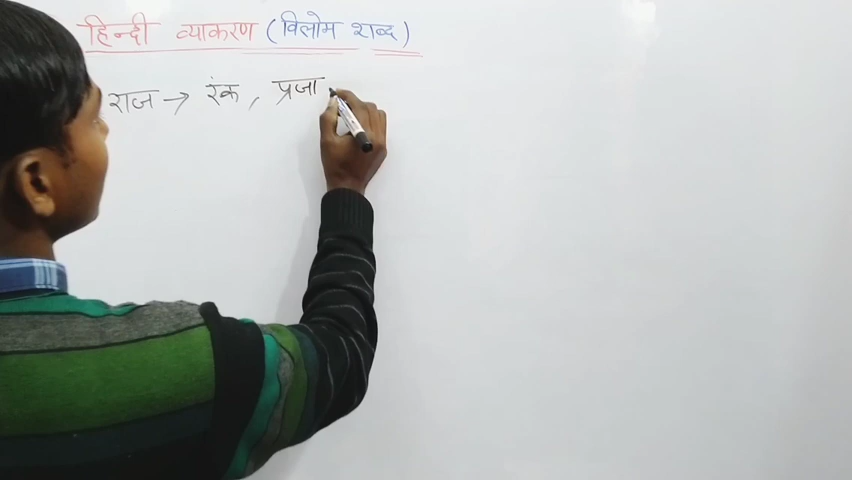 हिन्दी व्याकरण (विलोम शब्द)
राज → रंक, प्रजा